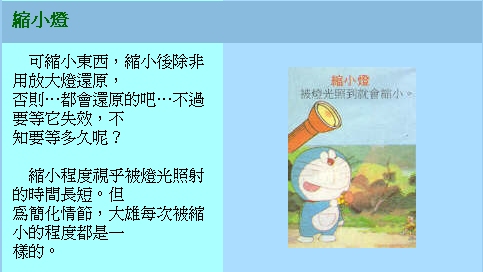 縮小燈
可縮小東西，縮小後除非
用放大燈還原，
否則…都會還原的吧…不過
要等它失效，不
知要等多久呢？
縮小程度視乎被燈光照射
的時間長短。但
為簡化情節，大雄每次被縮
小的程度都是一
樣的。
縮小燈
被燈光照到就會縮小。